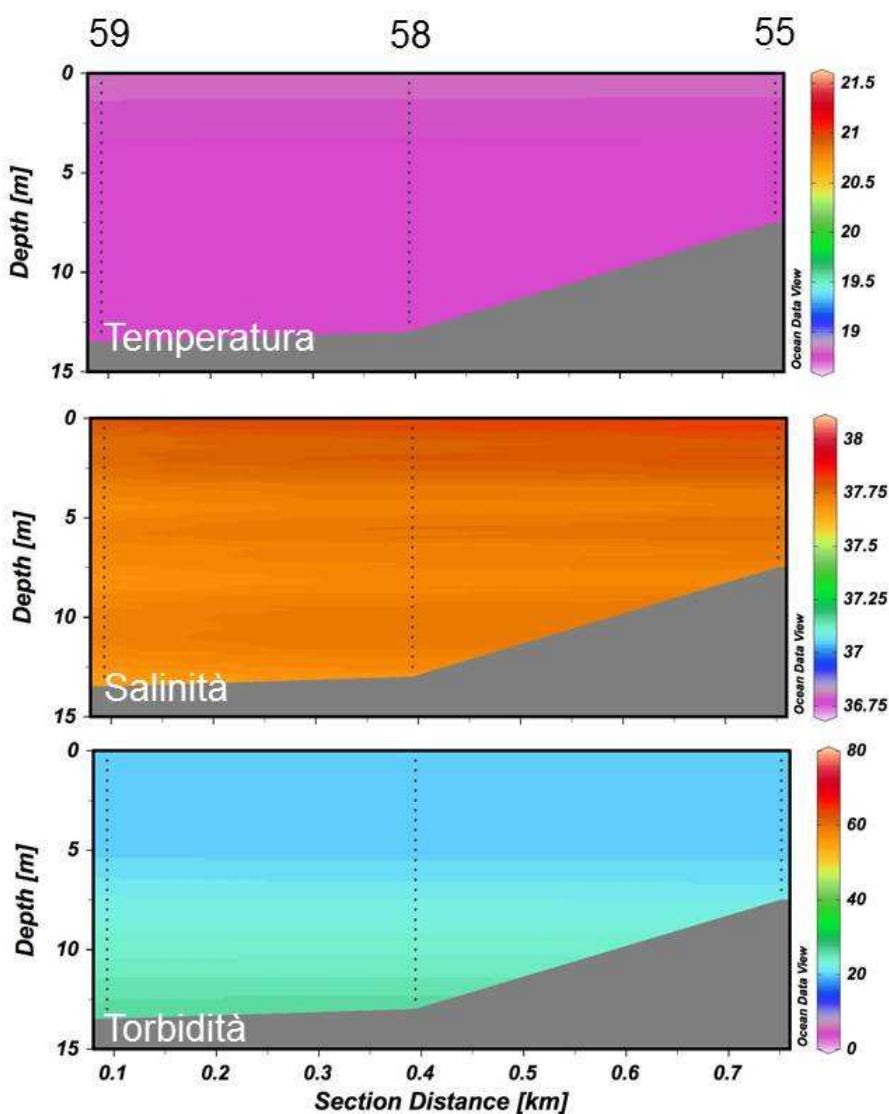 59 58 55
0
5
10
15
Depth [m]
Temperatura
21.5
21
20.5
20
19.5
19
Ocean Data View
0
5
10
15
Depth [m]
Salinità
38
37.75
37.5
37.25
37
36.75
Ocean Data View
0
5
10
15
Depth [m]
Torbidità
80
60
40
20
0
Ocean Data View
0.1 0.2 0.3 0.4 0.5 0.6 0.7
Section Distance [km]